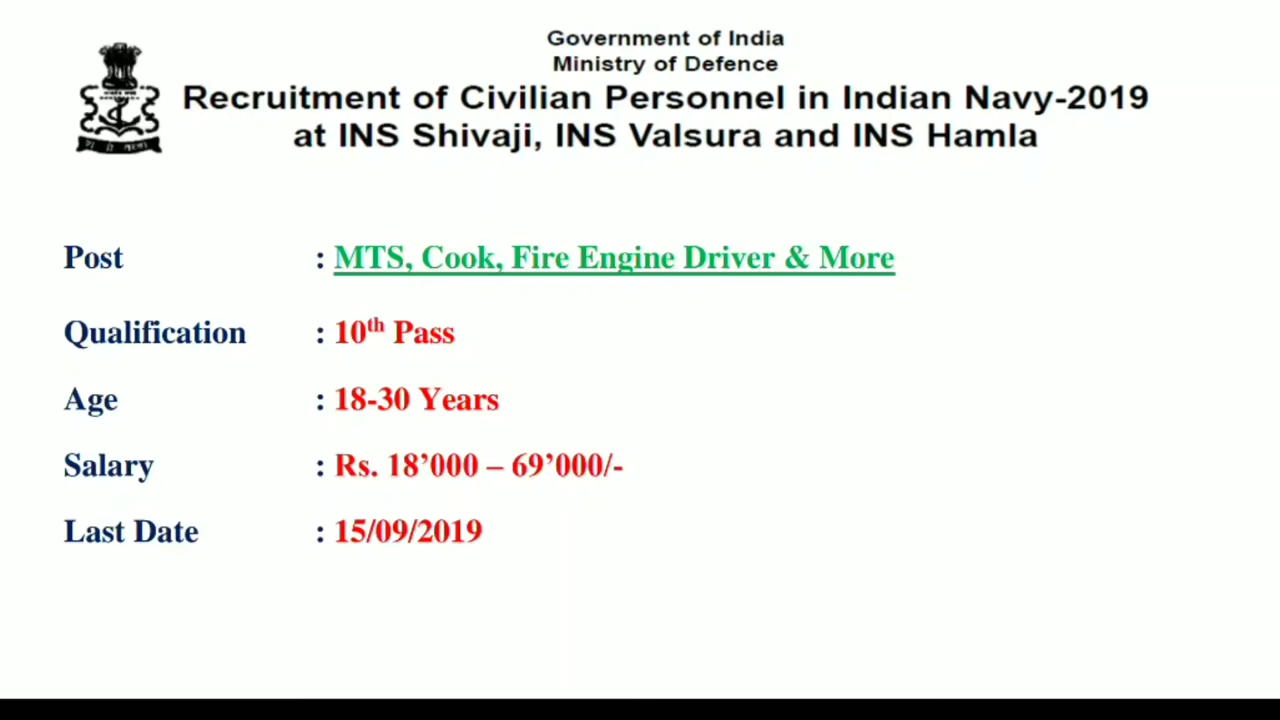 Government of India
Ministry of Defence
Recruitment of Civilian Personnel in Indian Navy-2019
at INS Shivaji, INS Valsura and INS Hamla
Post : MTS, Cook, Fire Engine Driver & More
Qualification : 10th Pass
Age : 18-30 Years
Salary : Rs. 18’000 – 69’000/-
Last Date : 15/09/2019